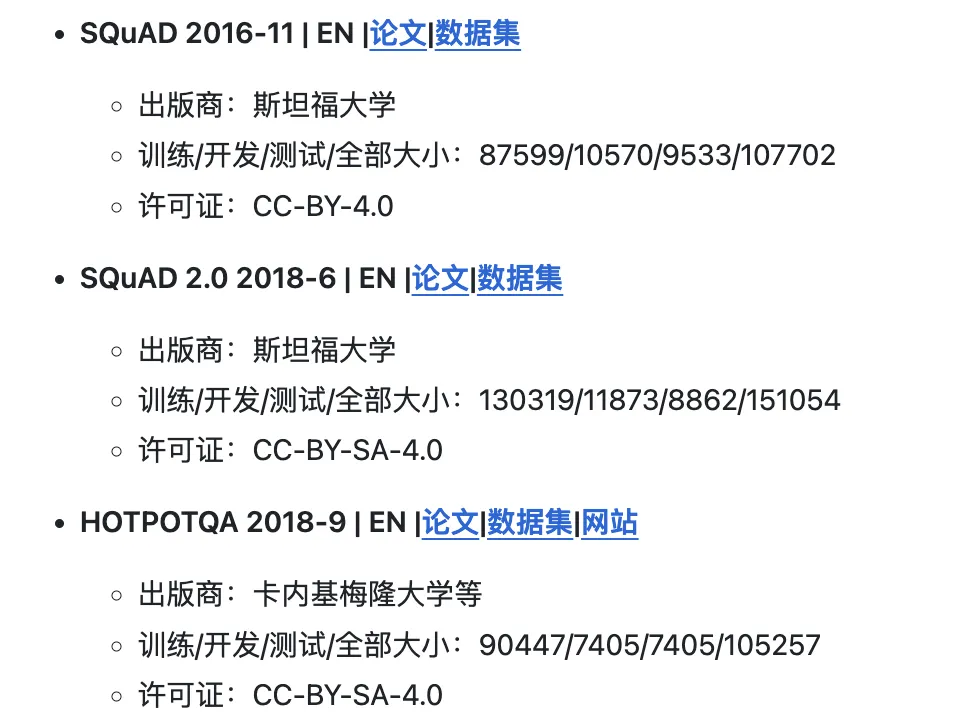 SQuAD 2016-11 | EN |论文|数据集
出版商：斯坦福大学
训练/开发/测试/全部大小：87599/10570/9533/107702
许可证：CC-BY-4.0
SQuAD 2.0 2018-6 | EN |论文|数据集
出版商：斯坦福大学
训练/开发/测试/全部大小：130319/11873/8862/151054
许可证：CC-BY-SA-4.0
HOTPOTQA 2018-9 | EN |论文|数据集|网站
出版商：卡内基梅隆大学等
训练/开发/测试/全部大小：90447/7405/7405/105257
许可证：CC-BY-SA-4.0